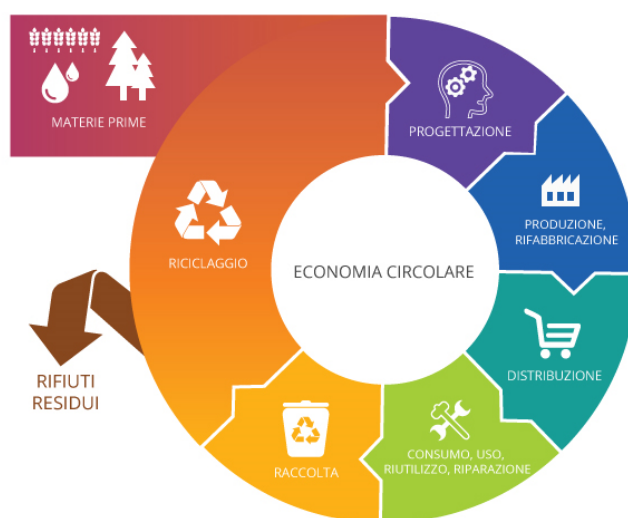 MATERIE PRIME
PROGETTAZIONE
PRODUZIONE,
RIFABBRICAZIONE
RICICLAGGIO
ECONOMIA CIRCOLARE
DISTRIBUZIONE
RIFIUTI
RESIDUI
CONSUMO, USO,
RIUTILIZZO, RIPARAZIONE
RACCOLTA